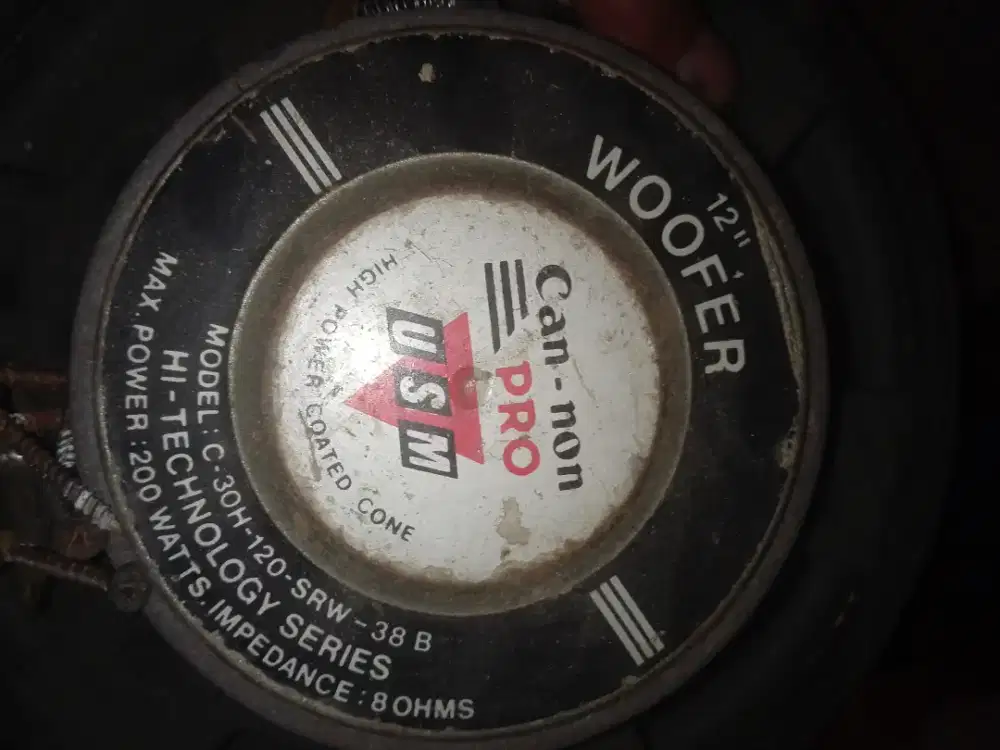 12"
WOOFER
Can-non
PRO
USM
HIGH POWER COATED CONE
MODEL: C-30H-120-SRW-38 B
HI-TECHNOLOGY SERIES
MAX. POWER: 200 WATTS. IMPEDANCE: 8 OHMS